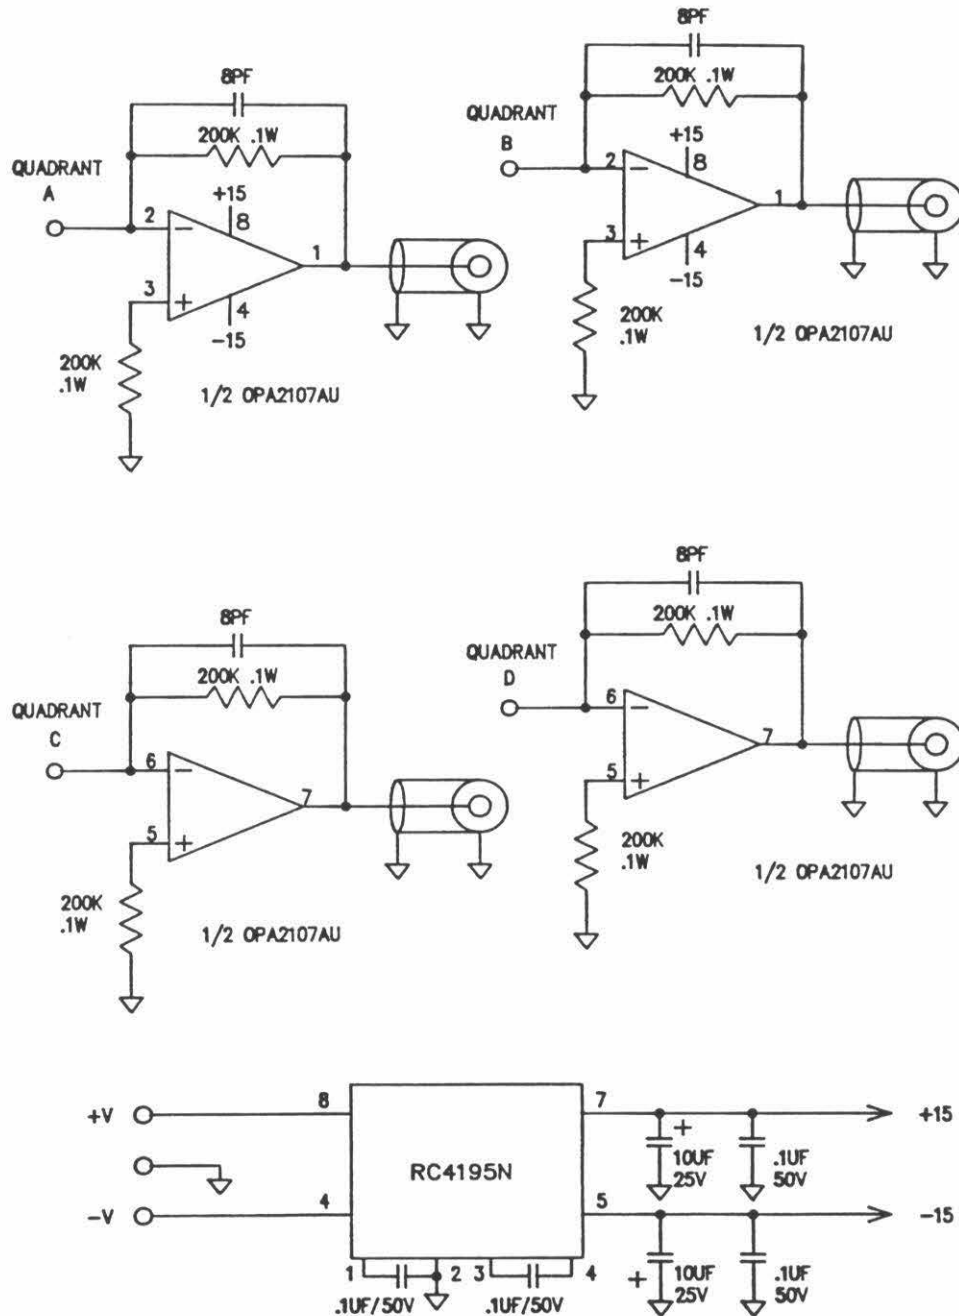 8PF
200K .1W
QUADRANT
A
+15
2
8
1
3
4
-15
200K
.1W
1/2 OPA2107AU
8PF
200K .1W
QUADRANT
B
+15
2
8
1
3
4
-15
200K
.1W
1/2 OPA2107AU
8PF
200K .1W
QUADRANT
C
6
7
5
200K
.1W
1/2 OPA2107AU
8PF
200K .1W
QUADRANT
D
6
7
5
200K
.1W
1/2 OPA2107AU
+V
8
7
+15
RC4195N
+
10UF
25V
.1UF
50V
-V
4
5
-15
1
2
3
4
.1UF/50V
.1UF/50V
+
10UF
25V
.1UF
50V